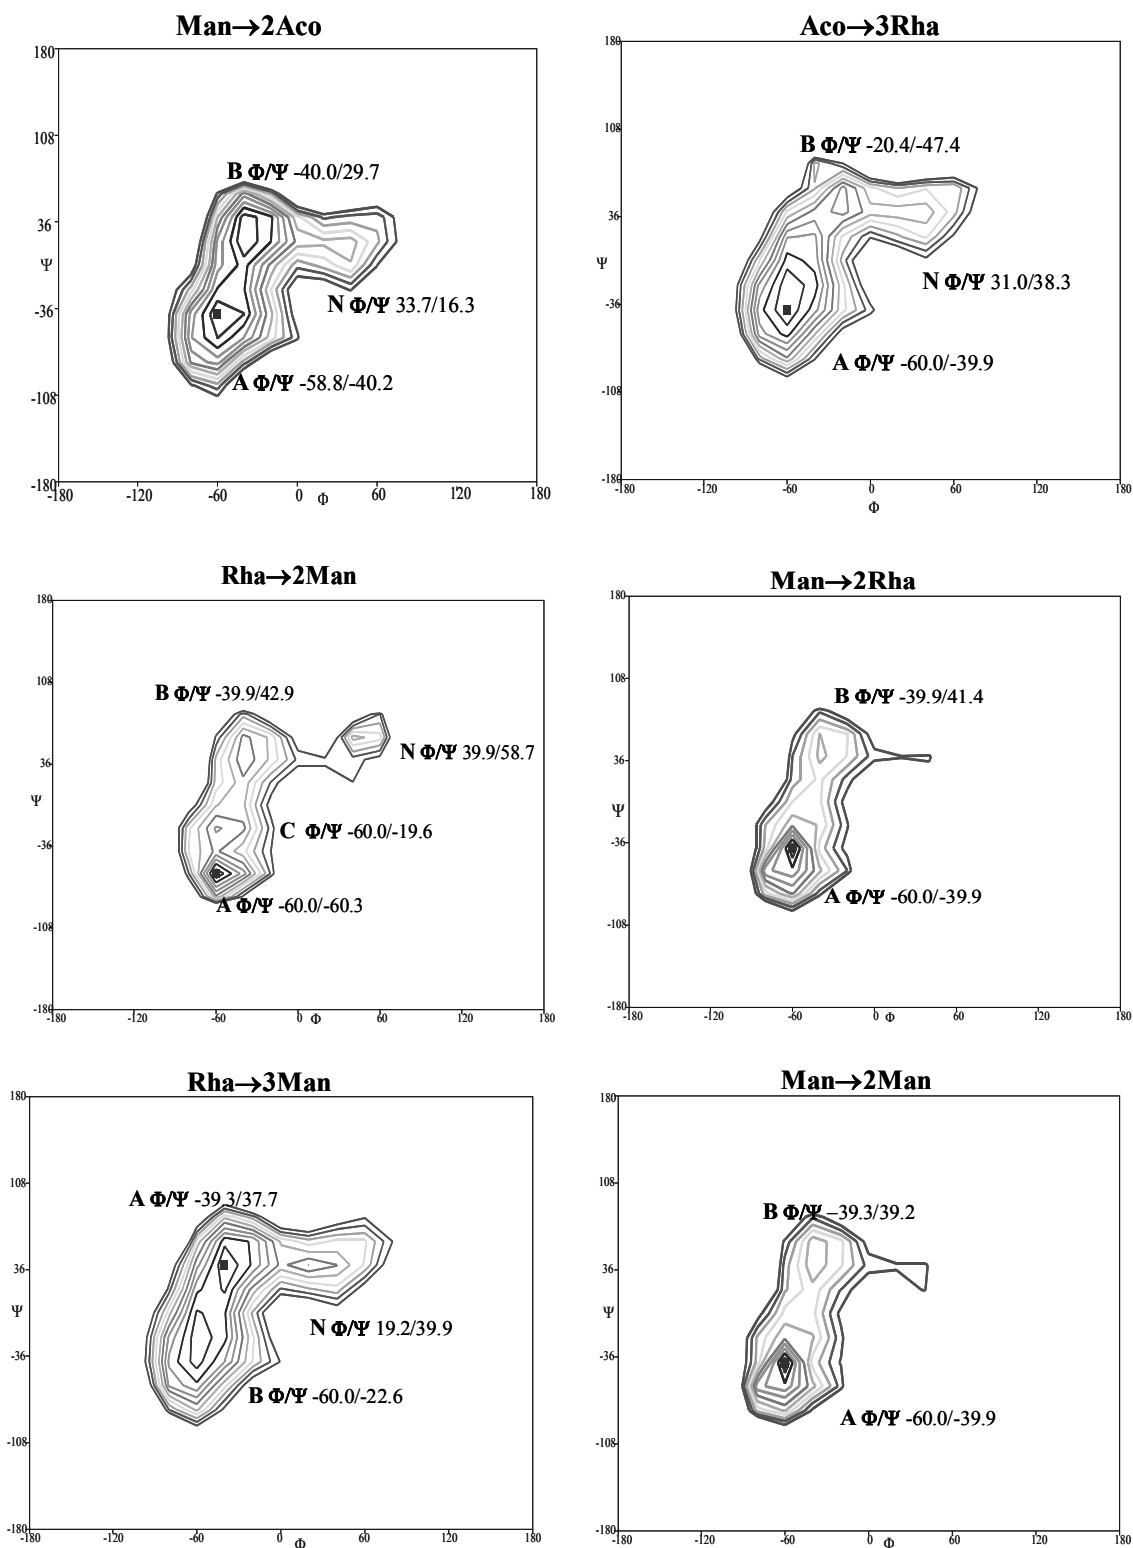 Man→2Aco
180
108
B Φ/Ψ -40.0/29.7
36
Ψ
-36
N Φ/Ψ 33.7/16.3
A Φ/Ψ -58.8/-40.2
-108
-180
-180 -120 -60 0 Φ 60 120 180
Aco→3Rha
180
108
B Φ/Ψ -20.4/-47.4
36
Ψ
N Φ/Ψ 31.0/38.3
-36
A Φ/Ψ -60.0/-39.9
-108
-180
-180 -120 -60 0 60 120 180
Φ
Rha→2Man
180
108
B Φ/Ψ -39.9/42.9
N Φ/Ψ 39.9/58.7
36
Ψ
C Φ/Ψ -60.0/-19.6
-36
A Φ/Ψ -60.0/-60.3
-108
-180
-180 -120 -60 0 Φ 60 120 180
Man→2Rha
180
108
B Φ/Ψ -39.9/41.4
36
Ψ
-36
A Φ/Ψ -60.0/-39.9
-108
-180
-180 -120 -60 0 Φ 60 120 180
Rha→3Man
180
108
A Φ/Ψ -39.3/37.7
36
Ψ
N Φ/Ψ 19.2/39.9
-36
B Φ/Ψ -60.0/-22.6
-108
-180
-180 -120 -60 0 Φ 60 120 180
Man→2Man
180
108
B Φ/Ψ –39.3/39.2
36
Ψ
-36
A Φ/Ψ -60.0/-39.9
-108
-180
-180 -120 -60 0 Φ 60 120 180